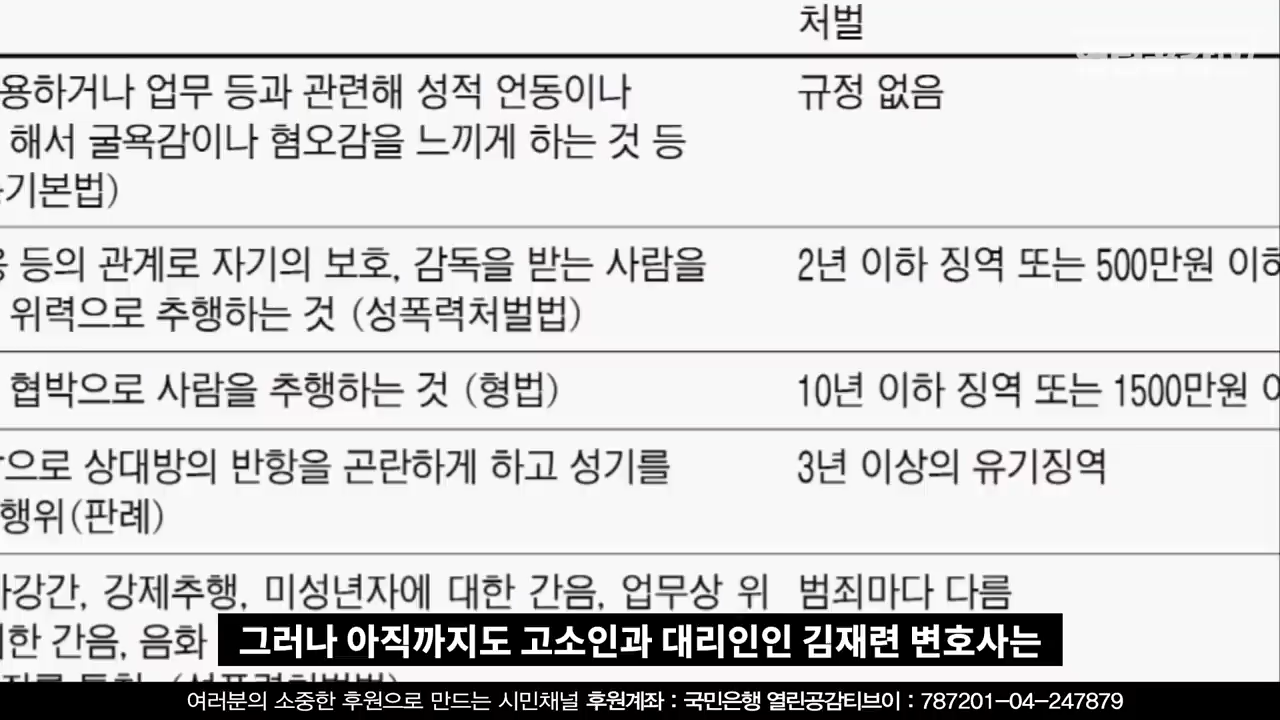 처벌
용하거나 업무 등과 관련해 성적 언동이나
규정 없음
해서 굴욕감이나 혐오감을 느끼게 하는 것 등
기본법)
등의 관계로 자기의 보호, 감독을 받는 사람을
2년 이하 징역 또는 500만원 이하
위력으로 추행하는 것 (성폭력처벌법)
협박으로 사람을 추행하는 것 (형법)
10년 이하 징역 또는 1500만원 이
으로 상대방의 반항을 곤란하게 하고 성기를
3년 이상의 유기징역
행위(판례)
강간, 강제추행, 미성년자에 대한 간음, 업무상 위
범죄마다 다름
한 간음, 음화
그러나 아직까지도 고소인과 대리인인 김재련 변호사는
여러분의 소중한 후원으로 만드는 시민채널 후원계좌 : 국민은행 열린공감티브이 : 787201-04-247879